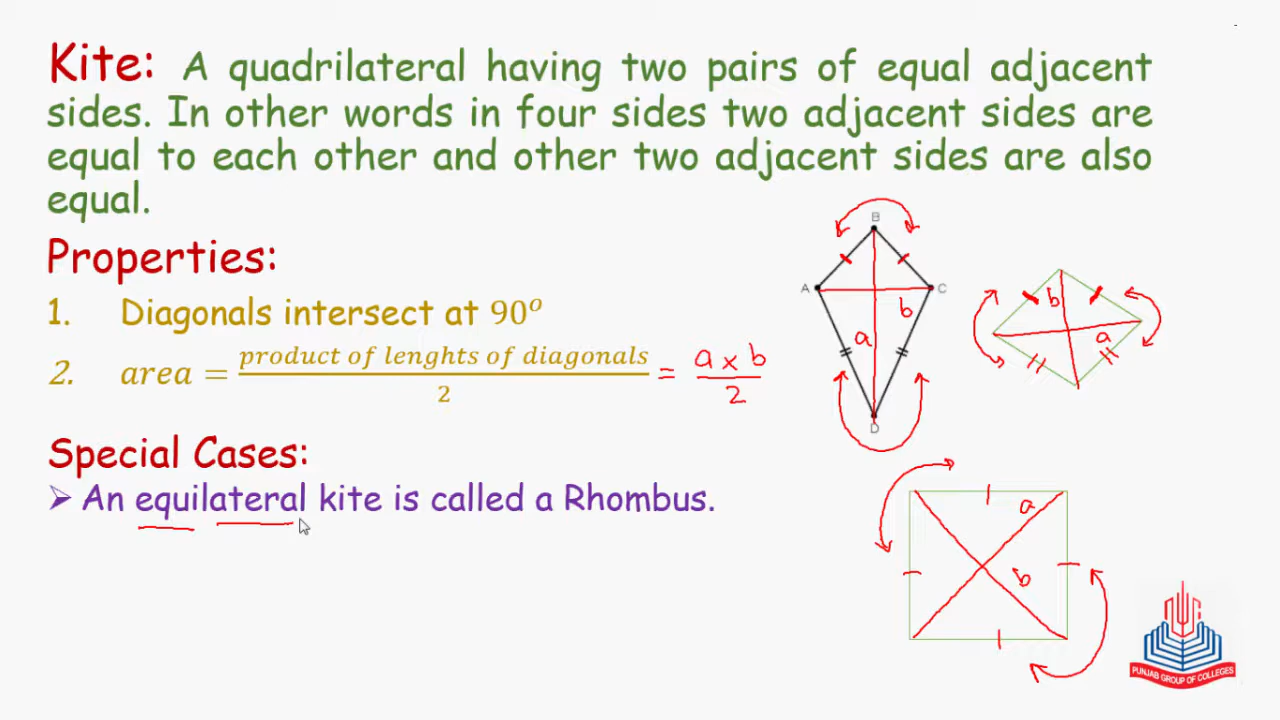 Kite: A quadrilateral having two pairs of equal adjacent
sides. In other words in four sides two adjacent sides are
equal to each other and other two adjacent sides are also
equal.
Properties:
1. Diagonals intersect at 90°
2. area = product of lenghts of diagonals / 2 = a x b / 2
Special Cases:
➢ An equilateral kite is called a Rhombus.
B
A
C
b
a
D
b
a
a
b
PUNJAB GROUP OF COLLEGES